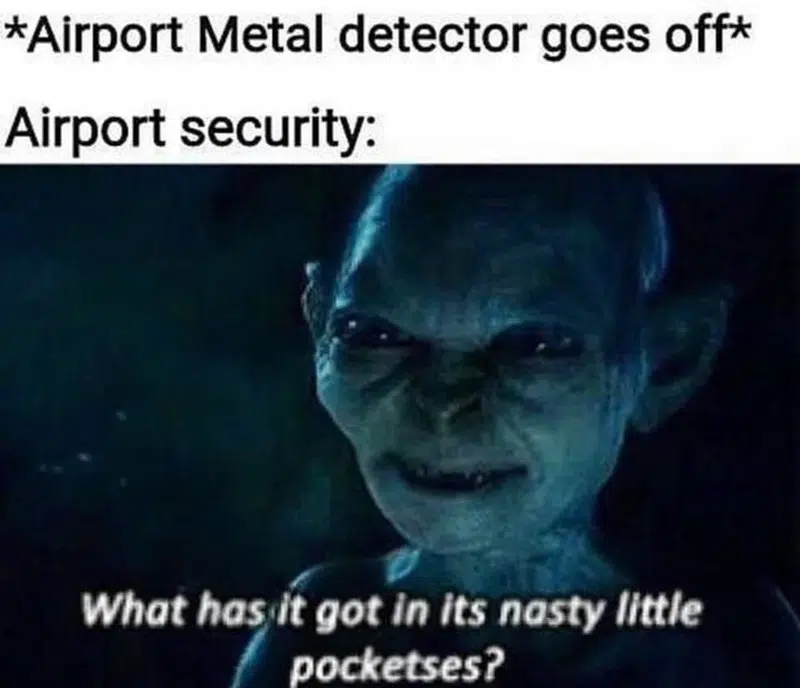 *Airport Metal detector goes off*
Airport security:
What has it got in its nasty little
pocketses?